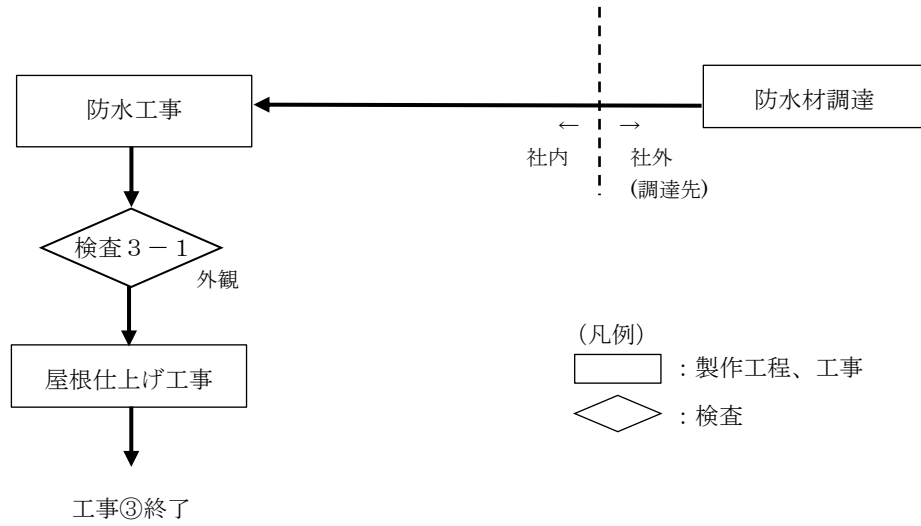 防水工事
防水材調達
← →
社内 社外
(調達先)
検査3-1
外観
屋根仕上げ工事
工事③終了
(凡例)
：製作工程、工事
：検査